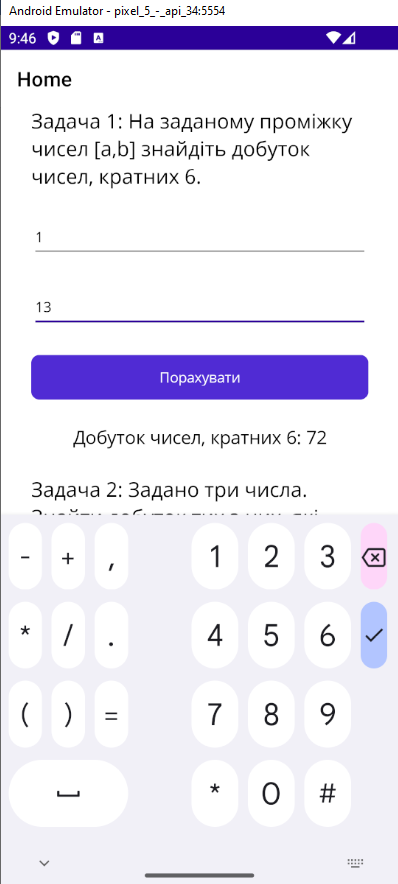 Android Emulator - pixel_5_-_api_34:5554
9:46
Home
Задача 1: На заданому проміжку
чисел [a,b] знайдіть добуток
чисел, кратних 6.
1
13
Порахувати
Добуток чисел, кратних 6: 72
Задача 2: Задано три числа.
- + , 1 2 3
* / . 4 5 6
( ) = 7 8 9
* 0 #